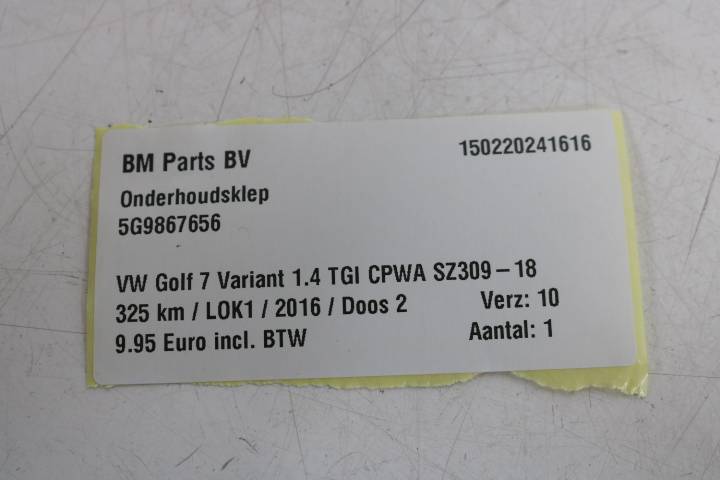 BM Parts BV 150220241616
Onderhoudsklep
5G9867656
VW Golf 7 Variant 1.4 TGI CPWA SZ309-18
325 km / LOK1 / 2016 / Doos 2 Verz: 10
9.95 Euro incl. BTW Aantal: 1